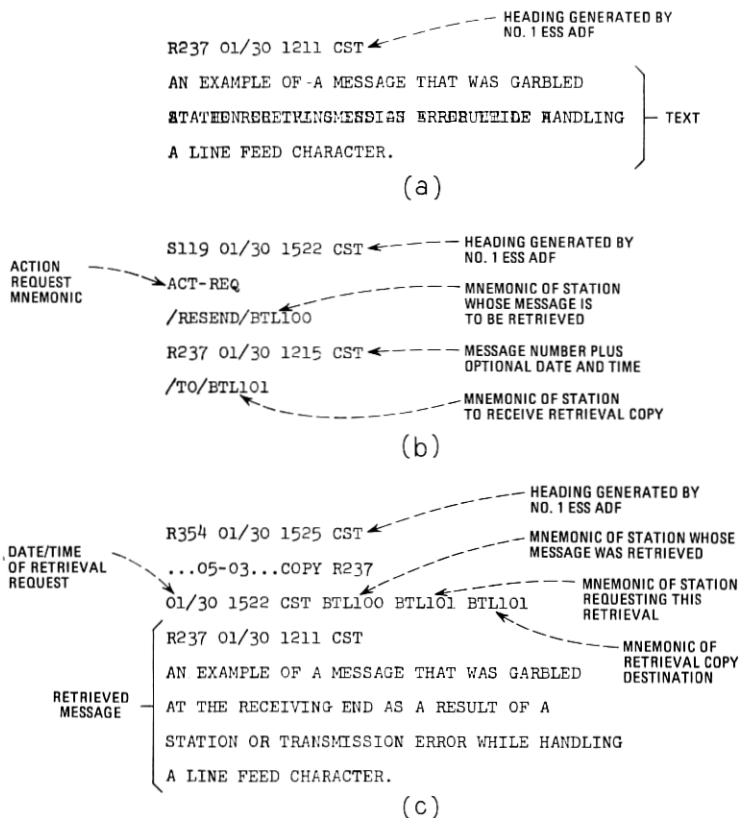 HEADING GENERATED BY
NO. 1 ESS ADF
R237 01/30 1211 CST
AN EXAMPLE OF A MESSAGE THAT WAS GARBLED
HANDLING
TEXT
A LINE FEED CHARACTER.
(a)
S119 01/30 1522 CST
HEADING GENERATED BY
NO. 1 ESS ADF
ACTION
REQUEST
MNEMONIC
ACT-REQ
MNEMONIC OF STATION
WHOSE MESSAGE IS
TO BE RETRIEVED
/RESEND/BTL100
R237 01/30 1215 CST
MESSAGE NUMBER PLUS
OPTIONAL DATE AND TIME
/TO/BTL101
MNEMONIC OF STATION
TO RECEIVE RETRIEVAL COPY
(b)
HEADING GENERATED BY
NO. 1 ESS ADF
R354 01/30 1525 CST
MNEMONIC OF STATION WHOSE
MESSAGE WAS RETRIEVED
DATE/TIME
OF RETRIEVAL
REQUEST
...05-03...COPY R237
MNEMONIC OF STATION
REQUESTING THIS
RETRIEVAL
01/30 1522 CST BTL100 BTL101 BTL101
MNEMONIC OF
RETRIEVAL COPY
DESTINATION
R237 01/30 1211 CST
AN EXAMPLE OF A MESSAGE THAT WAS GARBLED
RETRIEVED
MESSAGE
AT THE RECEIVING END AS A RESULT OF A
STATION OR TRANSMISSION ERROR WHILE HANDLING
A LINE FEED CHARACTER.
(c)